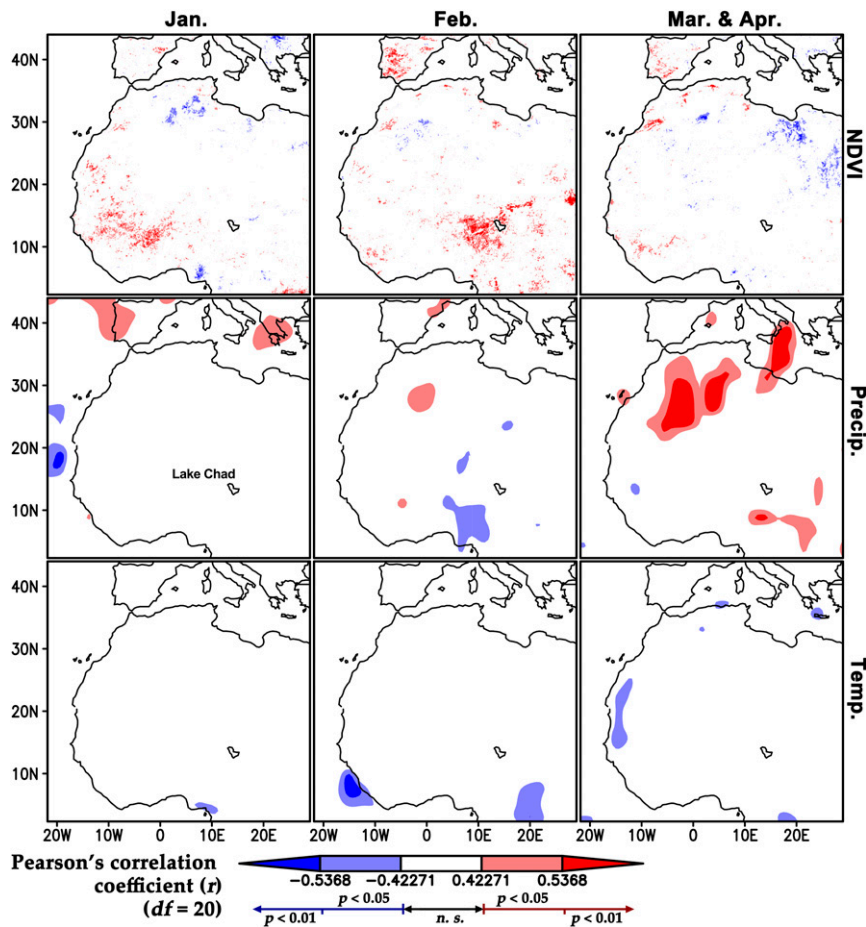 Jan. Feb. Mar. & Apr.
40N
30N
20N
10N
NDVI
40N
30N
20N
10N
Lake Chad
Precip.
40N
30N
20N
10N
Temp.
20W 10W 0 10E 20E 20W 10W 0 10E 20E 20W 10W 0 10E 20E
Pearson's correlation
coefficient (r)
(df = 20)
−0.5368 −0.42271 0.42271 0.5368
p < 0.05 p < 0.05
p < 0.01 n. s. p < 0.01